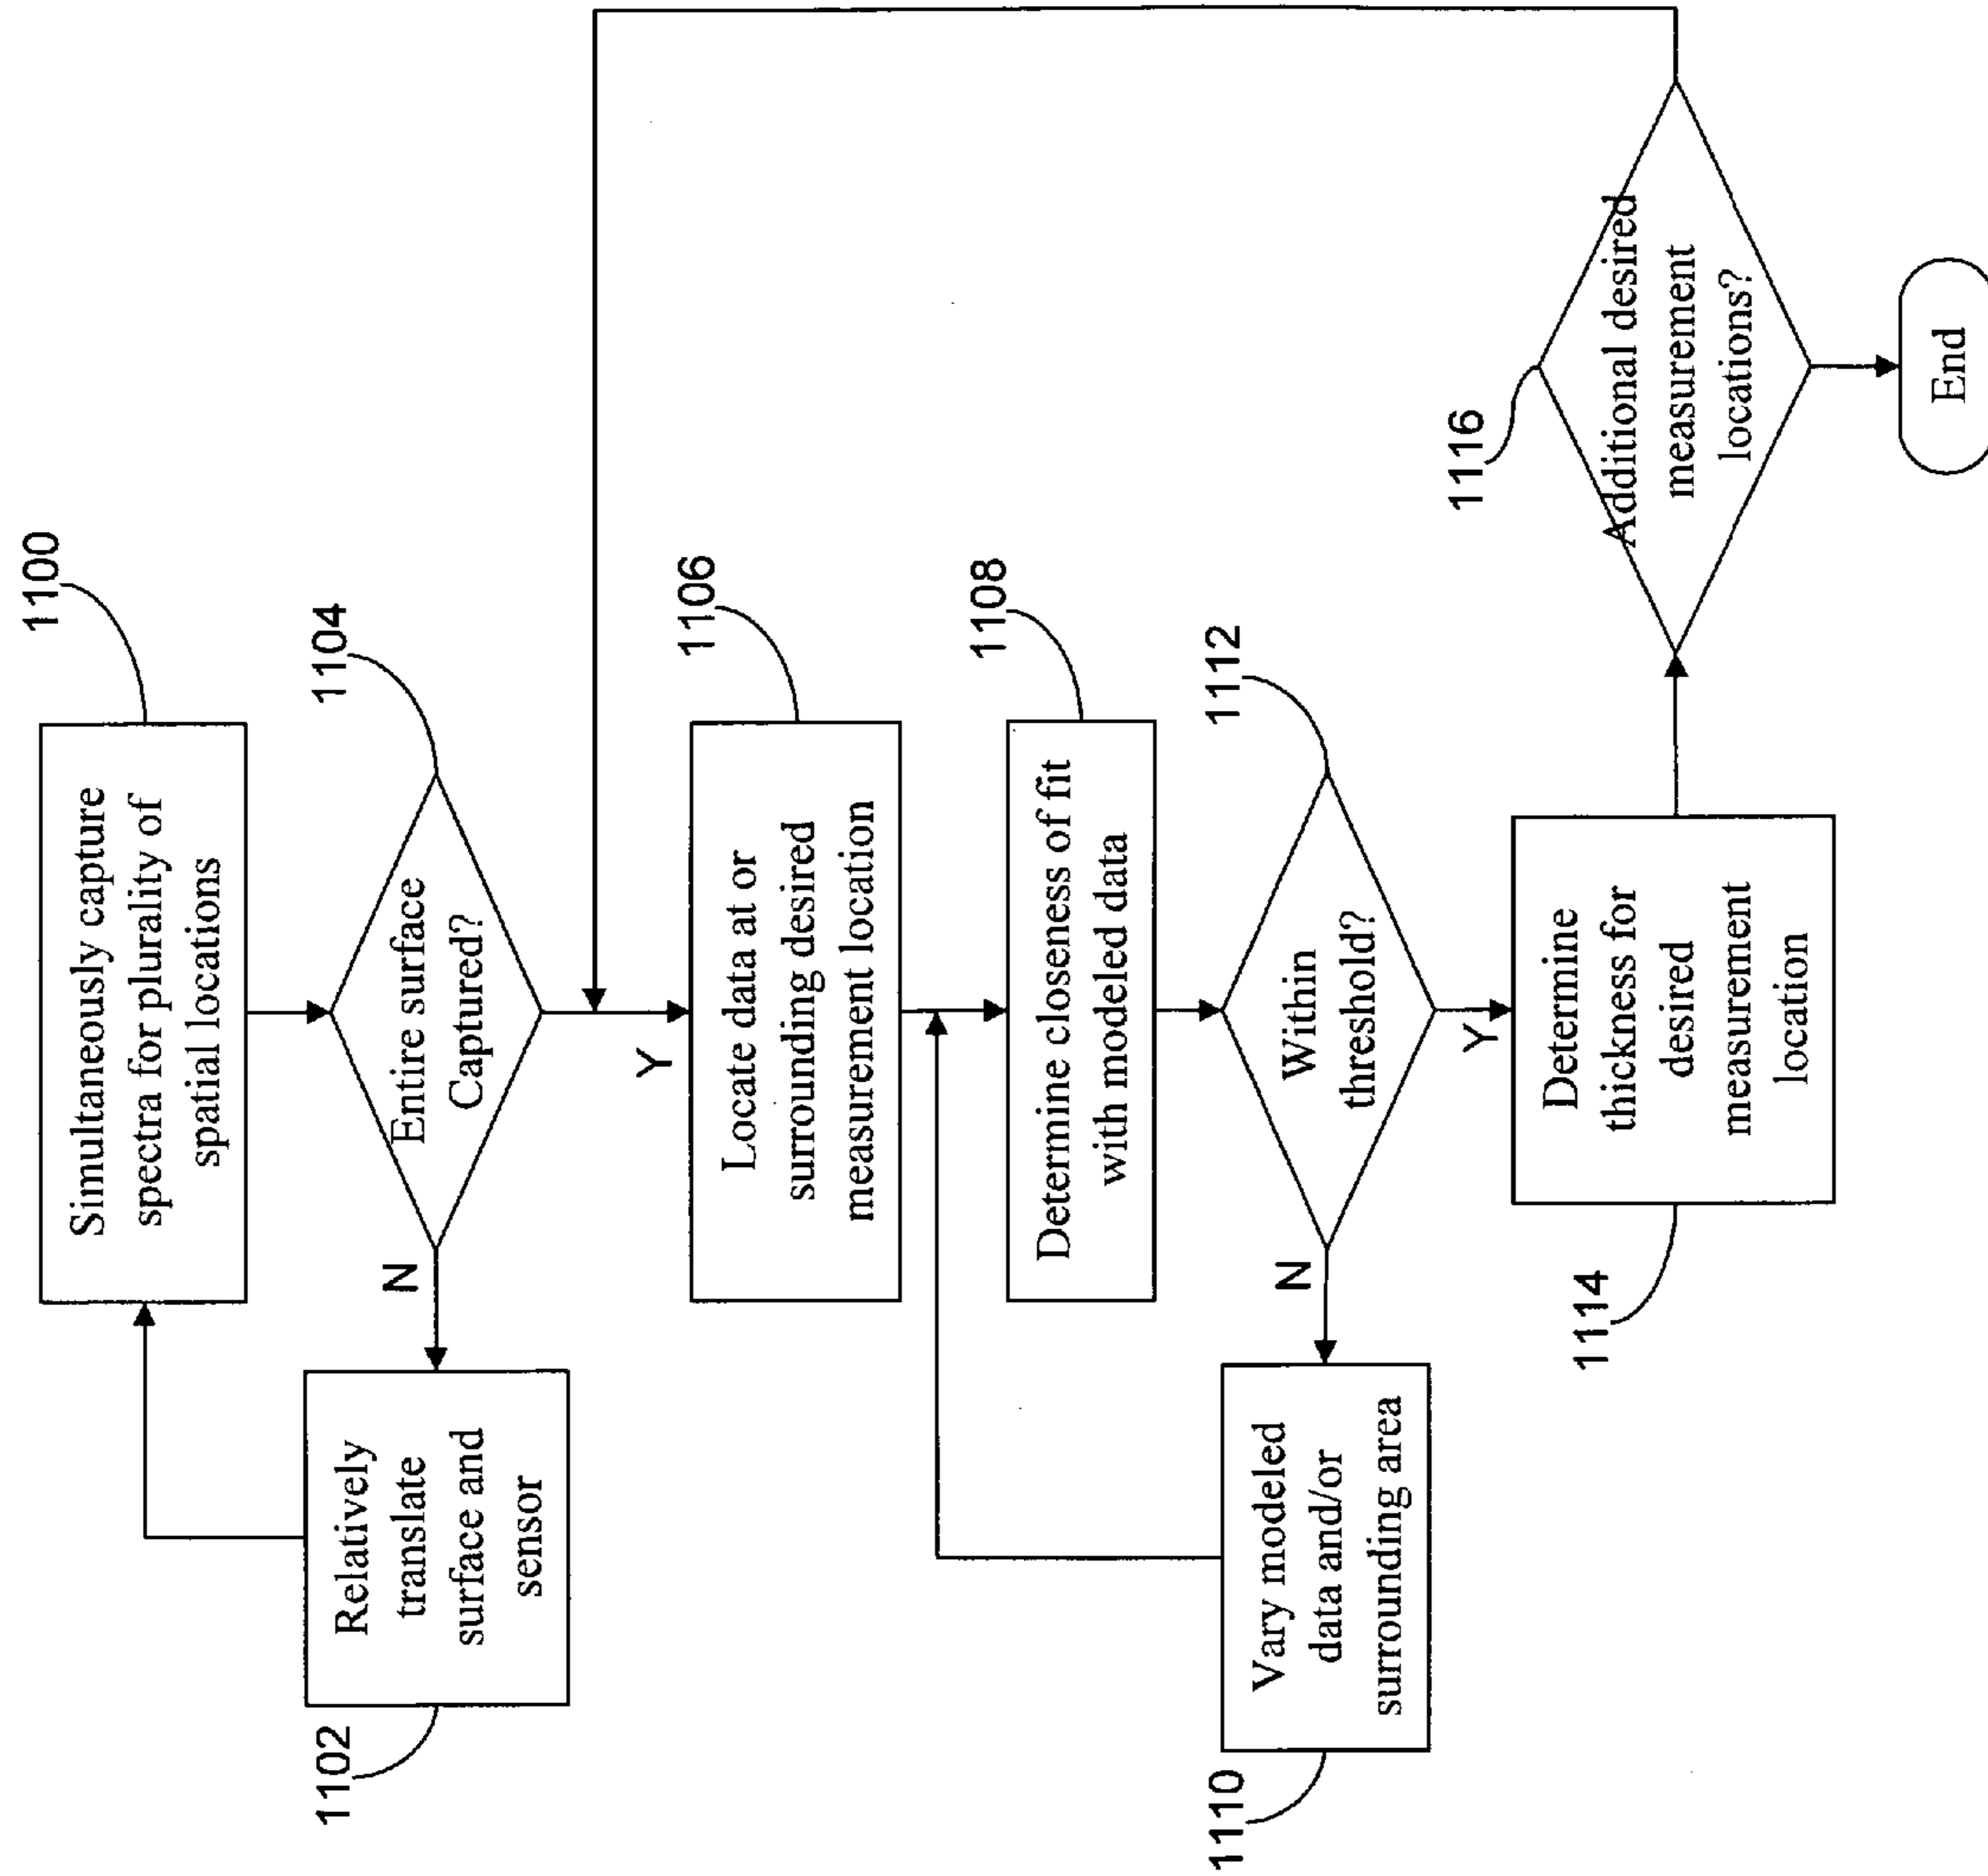 1100
Simultaneously capture
spectra for plurality of
spatial locations
1102
Relatively
translate
surface and
sensor
N
1104
Entire surface
Captured?
Y
1106
Locate data at or
surrounding desired
measurement location
1108
Determine closeness of fit
with modeled data
1110
Vary modeled
data and/or
surrounding area
N
1112
Within
threshold?
Y
1114
Determine
thickness for
desired
measurement
location
1116
Additional desired
measurement
locations?
End